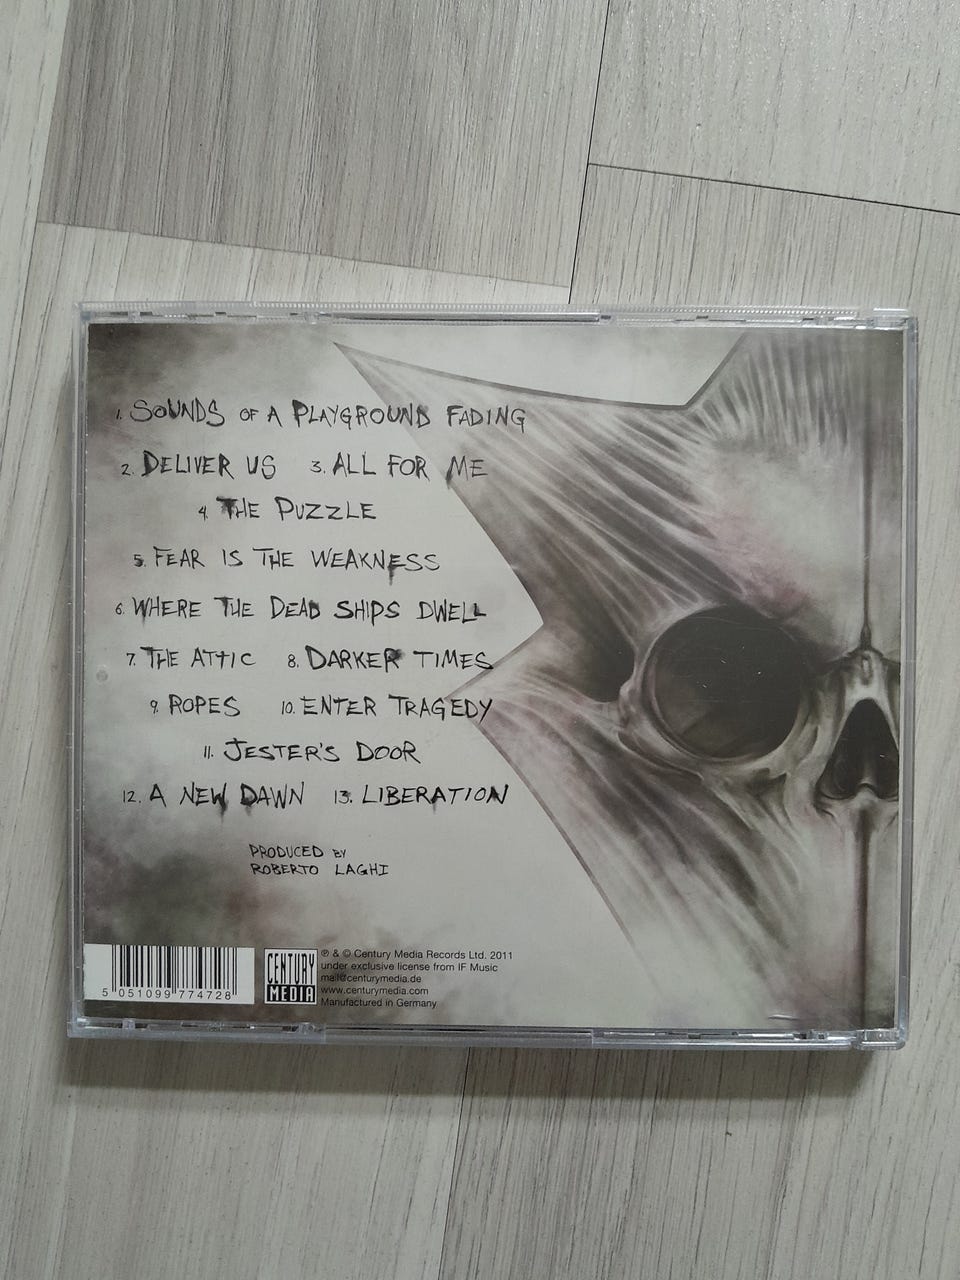 1. SOUNDS OF A PLAYGROUND FADING
2. DELIVER US 3. ALL FOR ME
4. THE PUZZLE
5. FEAR IS THE WEAKNESS
6. WHERE THE DEAD SHIPS DWELL
7. THE ATTIC 8. DARKER TIMES
9. ROPES 10. ENTER TRAGEDY
11. JESTER'S DOOR
12. A NEW DAWN 13. LIBERATION
PRODUCED BY
ROBERTO LAGHI
5 051099 774728
CENTURY
MEDIA
℗ & © Century Media Records Ltd. 2011
under exclusive license from IF Music
mail@centurymedia.de
www.centurymedia.com
Manufactured in Germany